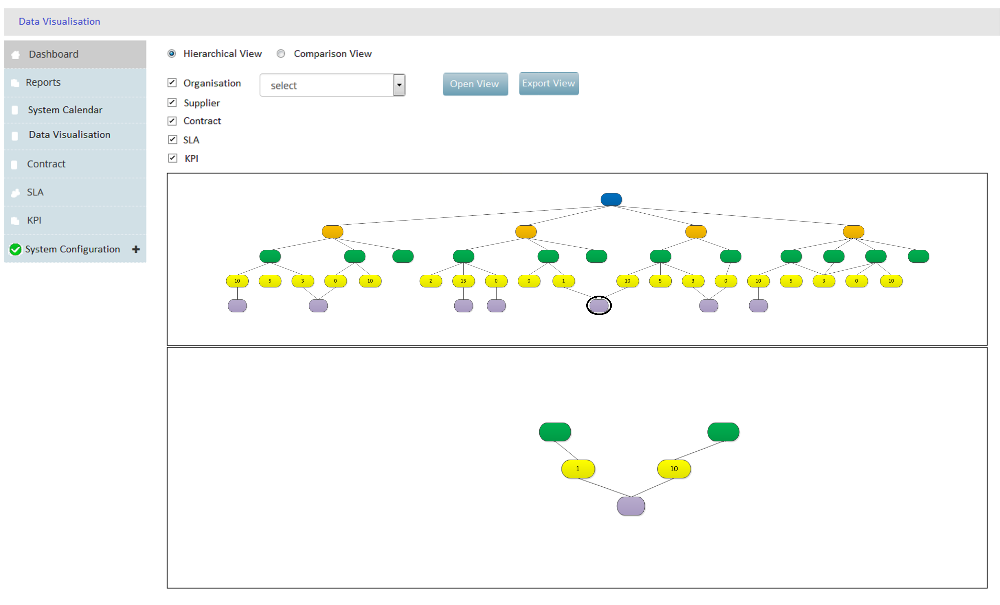 Data Visualisation
Dashboard
Reports
System Calendar
Data Visualisation
Contract
SLA
KPI
System Configuration
Hierarchical View Comparison View
Organisation select Open View Export View
Supplier
Contract
SLA
KPI
10 5 3 0 10 2 15 0 0 1 10 5 3 0 10 5 3 0 10
1 10